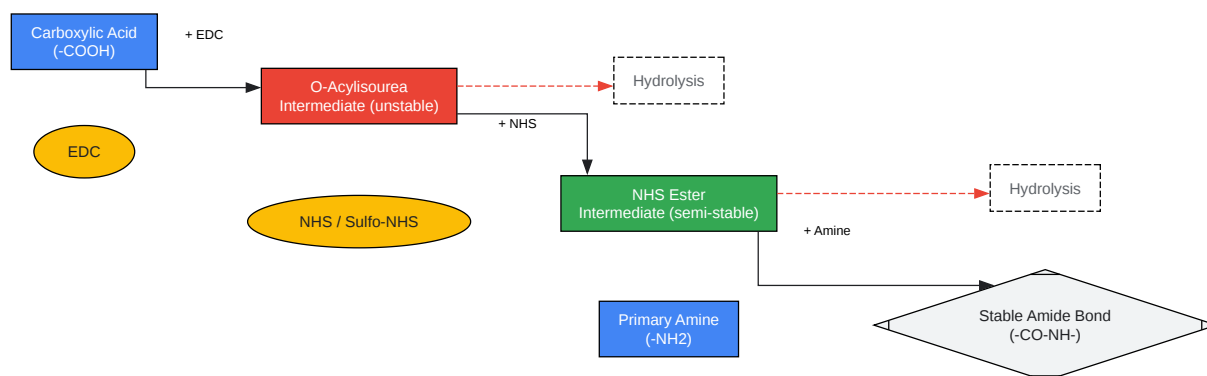 Carboxylic Acid
(-COOH)
+ EDC
O-Acylisourea
Intermediate (unstable)
Hydrolysis
+ NHS
EDC
NHS Ester
Intermediate (semi-stable)
Hydrolysis
NHS / Sulfo-NHS
+ Amine
Primary Amine
(-NH2)
Stable Amide Bond
(-CO-NH-)